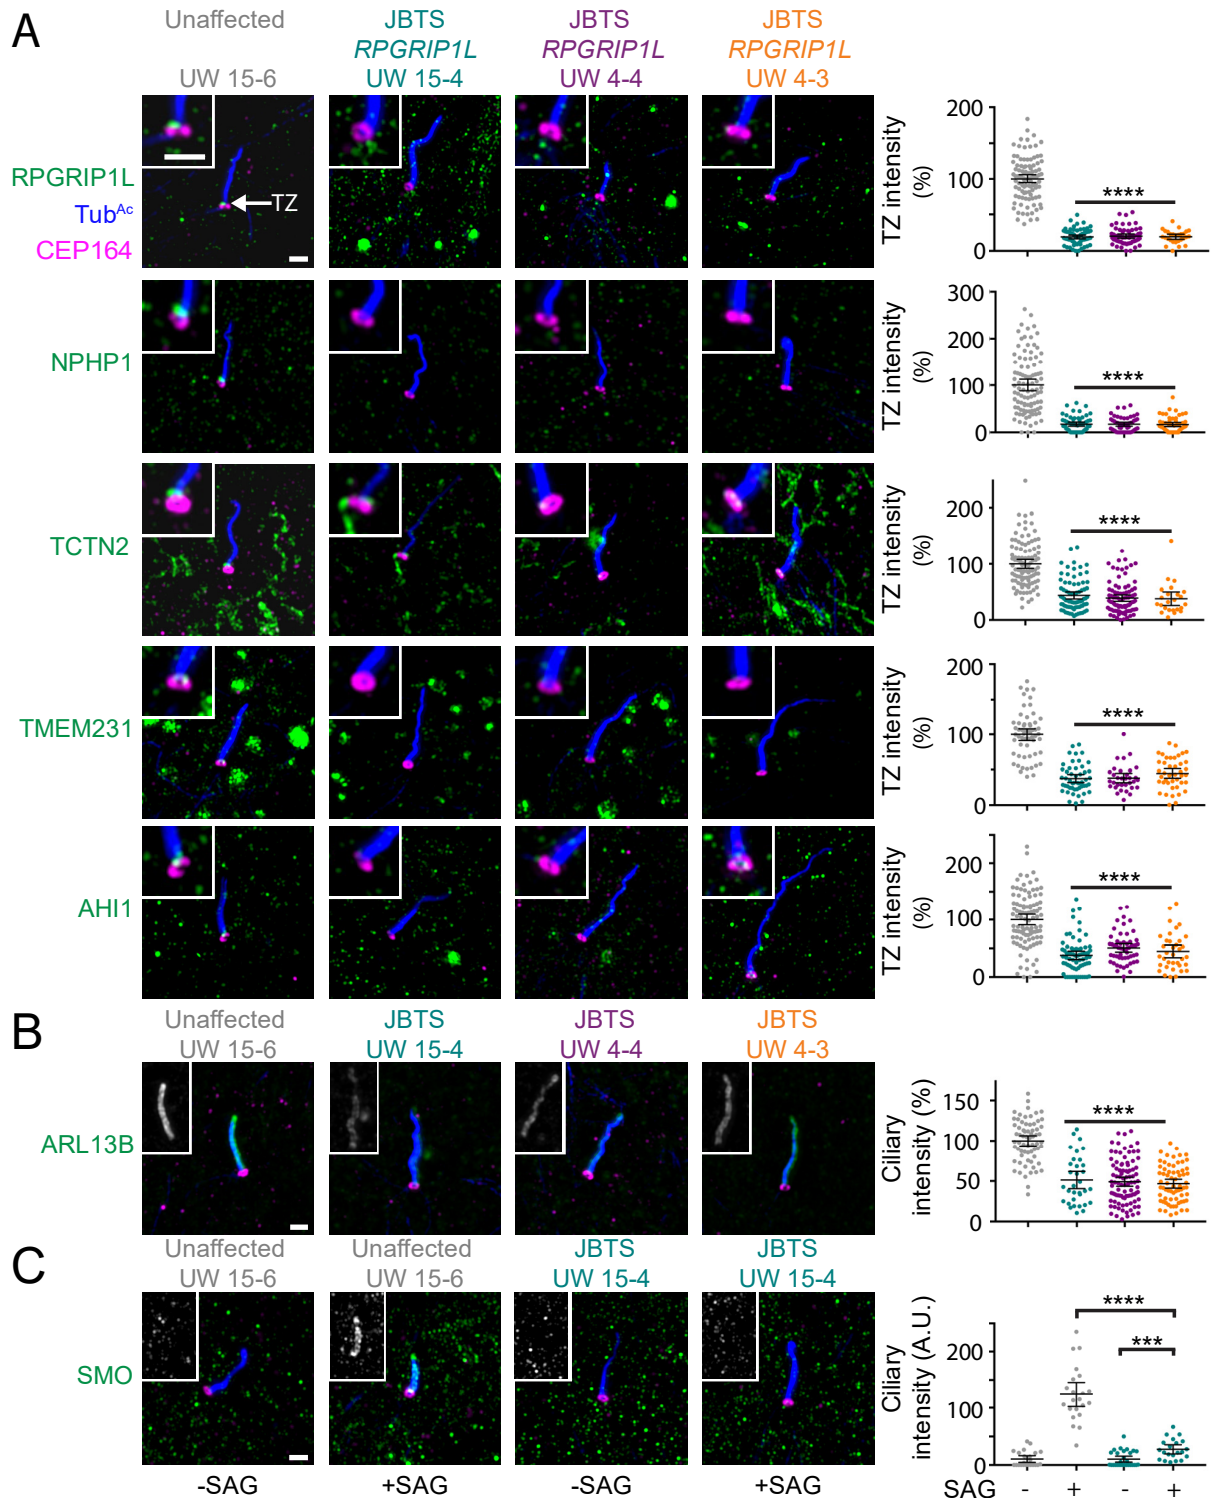 A
Unaffected
UW 15-6
JBTS
RPGRIP1L
UW 15-4
JBTS
RPGRIP1L
UW 4-4
JBTS
RPGRIP1L
UW 4-3
RPGRIP1L
TubAc
CEP164
TZ
TZ intensity
(%)
200
100
0
****
NPHP1
TZ intensity
(%)
300
200
100
0
****
TCTN2
TZ intensity
(%)
200
100
0
****
TMEM231
TZ intensity
(%)
200
100
0
****
AHI1
TZ intensity
(%)
200
100
0
****
B
Unaffected
UW 15-6
JBTS
UW 15-4
JBTS
UW 4-4
JBTS
UW 4-3
ARL13B
Ciliary
intensity (%)
150
100
50
0
****
C
Unaffected
UW 15-6
Unaffected
UW 15-6
JBTS
UW 15-4
JBTS
UW 15-4
SMO
Ciliary
intensity (A.U.)
200
100
0
****
***
-SAG
+SAG
-SAG
+SAG
SAG - + - +